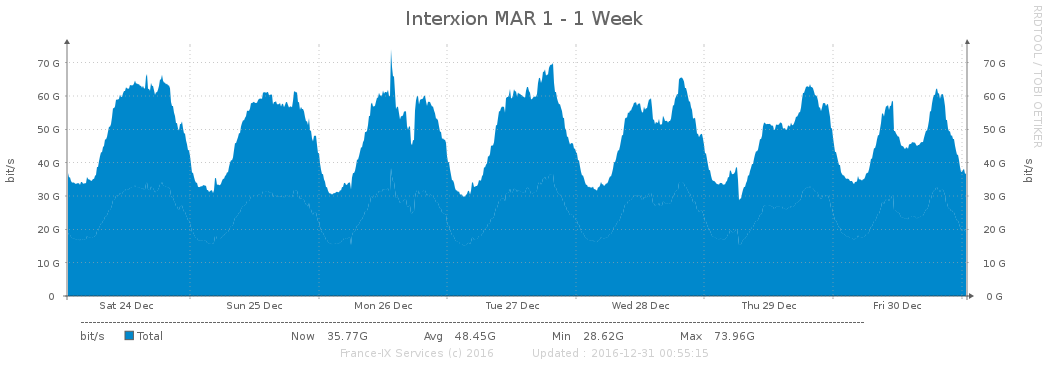 Interxion MAR 1 - 1 Week
RRDTOOL / TOBI OETIKER
bit/s
bit/s
70 G 70 G
60 G 60 G
50 G 50 G
40 G 40 G
30 G 30 G
20 G 20 G
10 G 10 G
0 0 G
Sat 24 Dec Sun 25 Dec Mon 26 Dec Tue 27 Dec Wed 28 Dec Thu 29 Dec Fri 30 Dec
bit/s Total Now 35.77G Avg 48.45G Min 28.62G Max 73.96G
France-IX Services (c) 2016 Updated : 2016-12-31 00:55:15